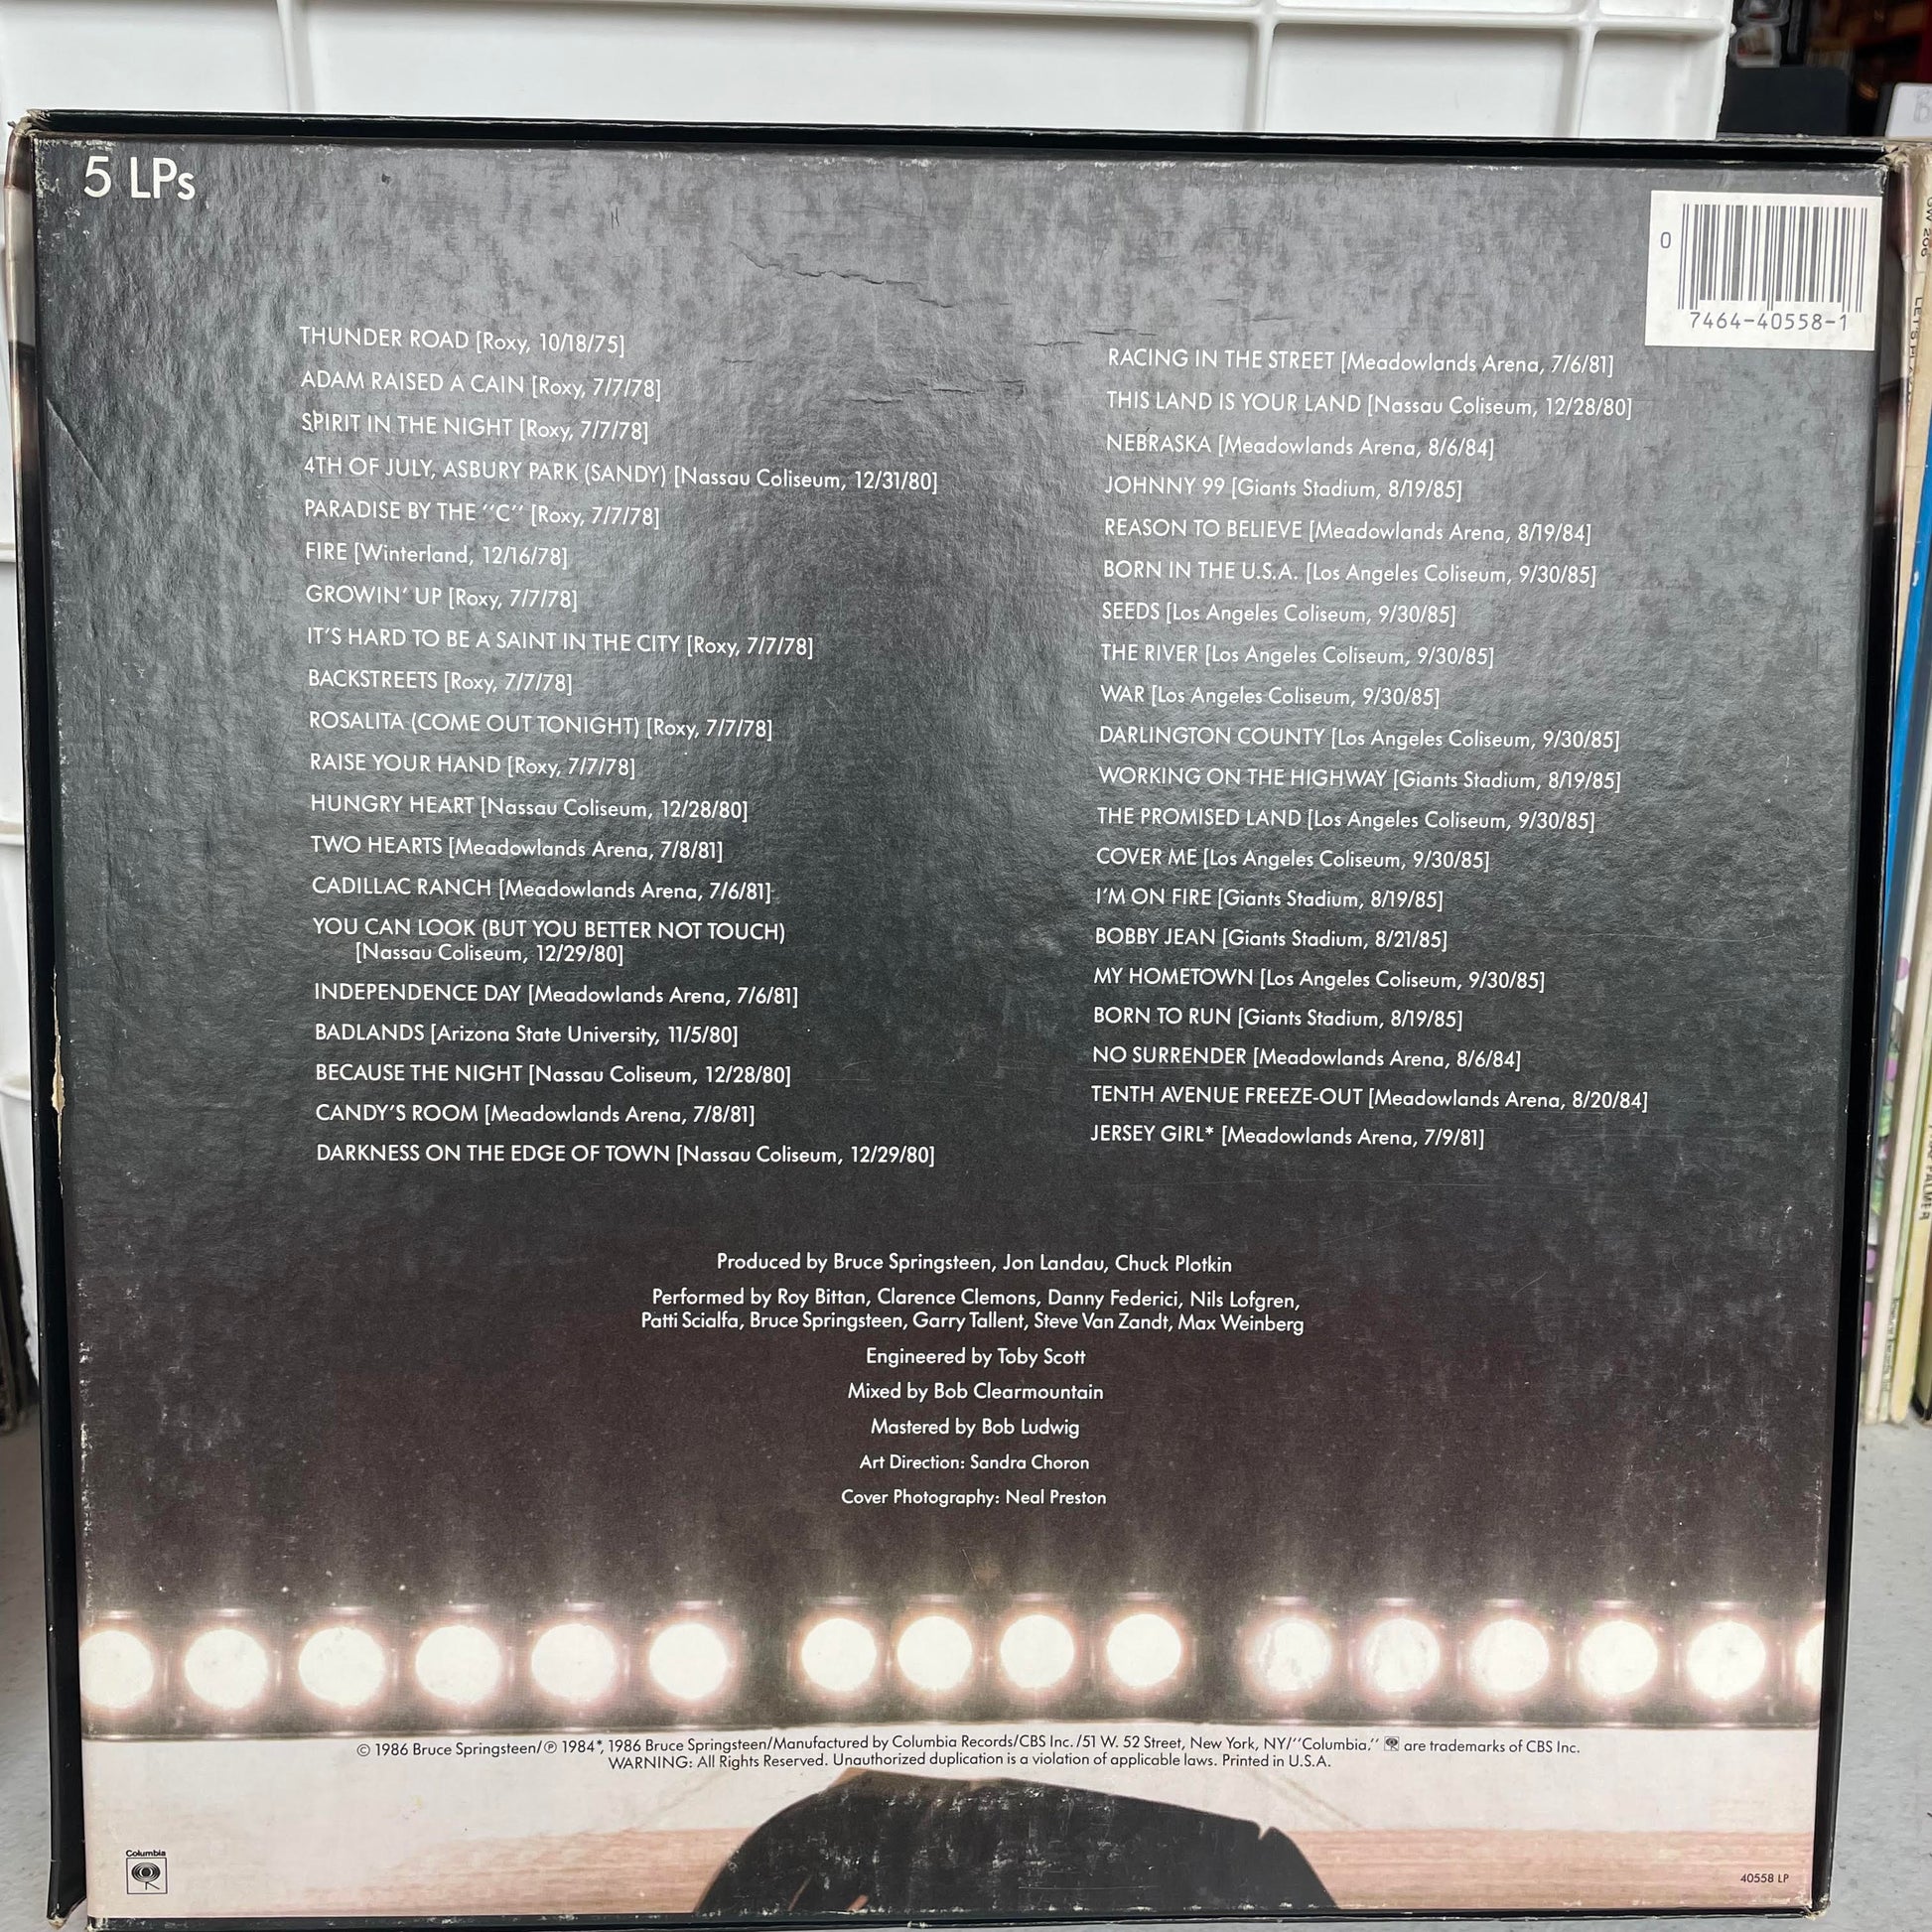 5 LPs
0
7464-40558-1
THUNDER ROAD [Roxy, 10/18/75]
ADAM RAISED A CAIN [Roxy, 7/7/78]
SPIRIT IN THE NIGHT [Roxy, 7/7/78]
4TH OF JULY, ASBURY PARK (SANDY) [Nassau Coliseum, 12/31/80]
PARADISE BY THE ‘‘C’’ [Roxy, 7/7/78]
FIRE [Winterland, 12/16/78]
GROWIN’ UP [Roxy, 7/7/78]
IT’S HARD TO BE A SAINT IN THE CITY [Roxy, 7/7/78]
BACKSTREETS [Roxy, 7/7/78]
ROSALITA (COME OUT TONIGHT) [Roxy, 7/7/78]
RAISE YOUR HAND [Roxy, 7/7/78]
HUNGRY HEART [Nassau Coliseum, 12/28/80]
TWO HEARTS [Meadowlands Arena, 7/8/81]
CADILLAC RANCH [Meadowlands Arena, 7/6/81]
YOU CAN LOOK (BUT YOU BETTER NOT TOUCH)
[Nassau Coliseum, 12/29/80]
INDEPENDENCE DAY [Meadowlands Arena, 7/6/81]
BADLANDS [Arizona State University, 11/5/80]
BECAUSE THE NIGHT [Nassau Coliseum, 12/28/80]
CANDY’S ROOM [Meadowlands Arena, 7/8/81]
DARKNESS ON THE EDGE OF TOWN [Nassau Coliseum, 12/29/80]
RACING IN THE STREET [Meadowlands Arena, 7/6/81]
THIS LAND IS YOUR LAND [Nassau Coliseum, 12/28/80]
NEBRASKA [Meadowlands Arena, 8/6/84]
JOHNNY 99 [Giants Stadium, 8/19/85]
REASON TO BELIEVE [Meadowlands Arena, 8/19/84]
BORN IN THE U.S.A. [Los Angeles Coliseum, 9/30/85]
SEEDS [Los Angeles Coliseum, 9/30/85]
THE RIVER [Los Angeles Coliseum, 9/30/85]
WAR [Los Angeles Coliseum, 9/30/85]
DARLINGTON COUNTY [Los Angeles Coliseum, 9/30/85]
WORKING ON THE HIGHWAY [Giants Stadium, 8/19/85]
THE PROMISED LAND [Los Angeles Coliseum, 9/30/85]
COVER ME [Los Angeles Coliseum, 9/30/85]
I’M ON FIRE [Giants Stadium, 8/19/85]
BOBBY JEAN [Giants Stadium, 8/21/85]
MY HOMETOWN [Los Angeles Coliseum, 9/30/85]
BORN TO RUN [Giants Stadium, 8/19/85]
NO SURRENDER [Meadowlands Arena, 8/6/84]
TENTH AVENUE FREEZE-OUT [Meadowlands Arena, 8/20/84]
JERSEY GIRL* [Meadowlands Arena, 7/9/81]
Produced by Bruce Springsteen, Jon Landau, Chuck Plotkin
Performed by Roy Bittan, Clarence Clemons, Danny Federici, Nils Lofgren,
Patti Scialfa, Bruce Springsteen, Garry Tallent, Steve Van Zandt, Max Weinberg
Engineered by Toby Scott
Mixed by Bob Clearmountain
Mastered by Bob Ludwig
Art Direction: Sandra Choron
Cover Photography: Neal Preston
© 1986 Bruce Springsteen/℗ 1984*, 1986 Bruce Springsteen/Manufactured by Columbia Records/CBS Inc./51 W. 52 Street, New York, NY/‘‘Columbia,’’ are trademarks of CBS Inc.
WARNING: All Rights Reserved. Unauthorized duplication is a violation of applicable laws. Printed in U.S.A.
Columbia
40558 LP
PALMER